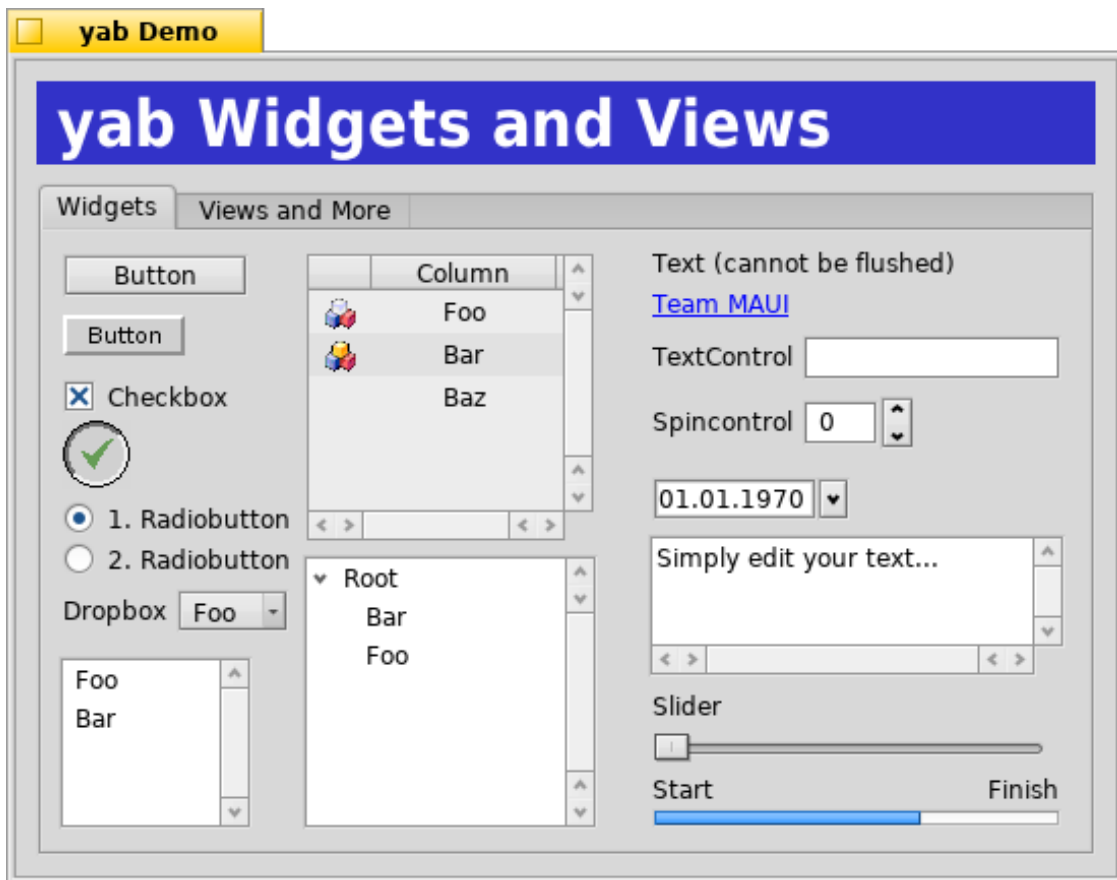 yab Demo
yab Widgets and Views
Widgets
Views and More
Button
Button
Checkbox
1. Radiobutton
2. Radiobutton
Dropbox Foo
Foo
Bar
Column
Foo
Bar
Baz
Root
Bar
Foo
Text (cannot be flushed)
Team MAUI
TextControl
Spincontrol 0
01.01.1970
Simply edit your text...
Slider
Start Finish